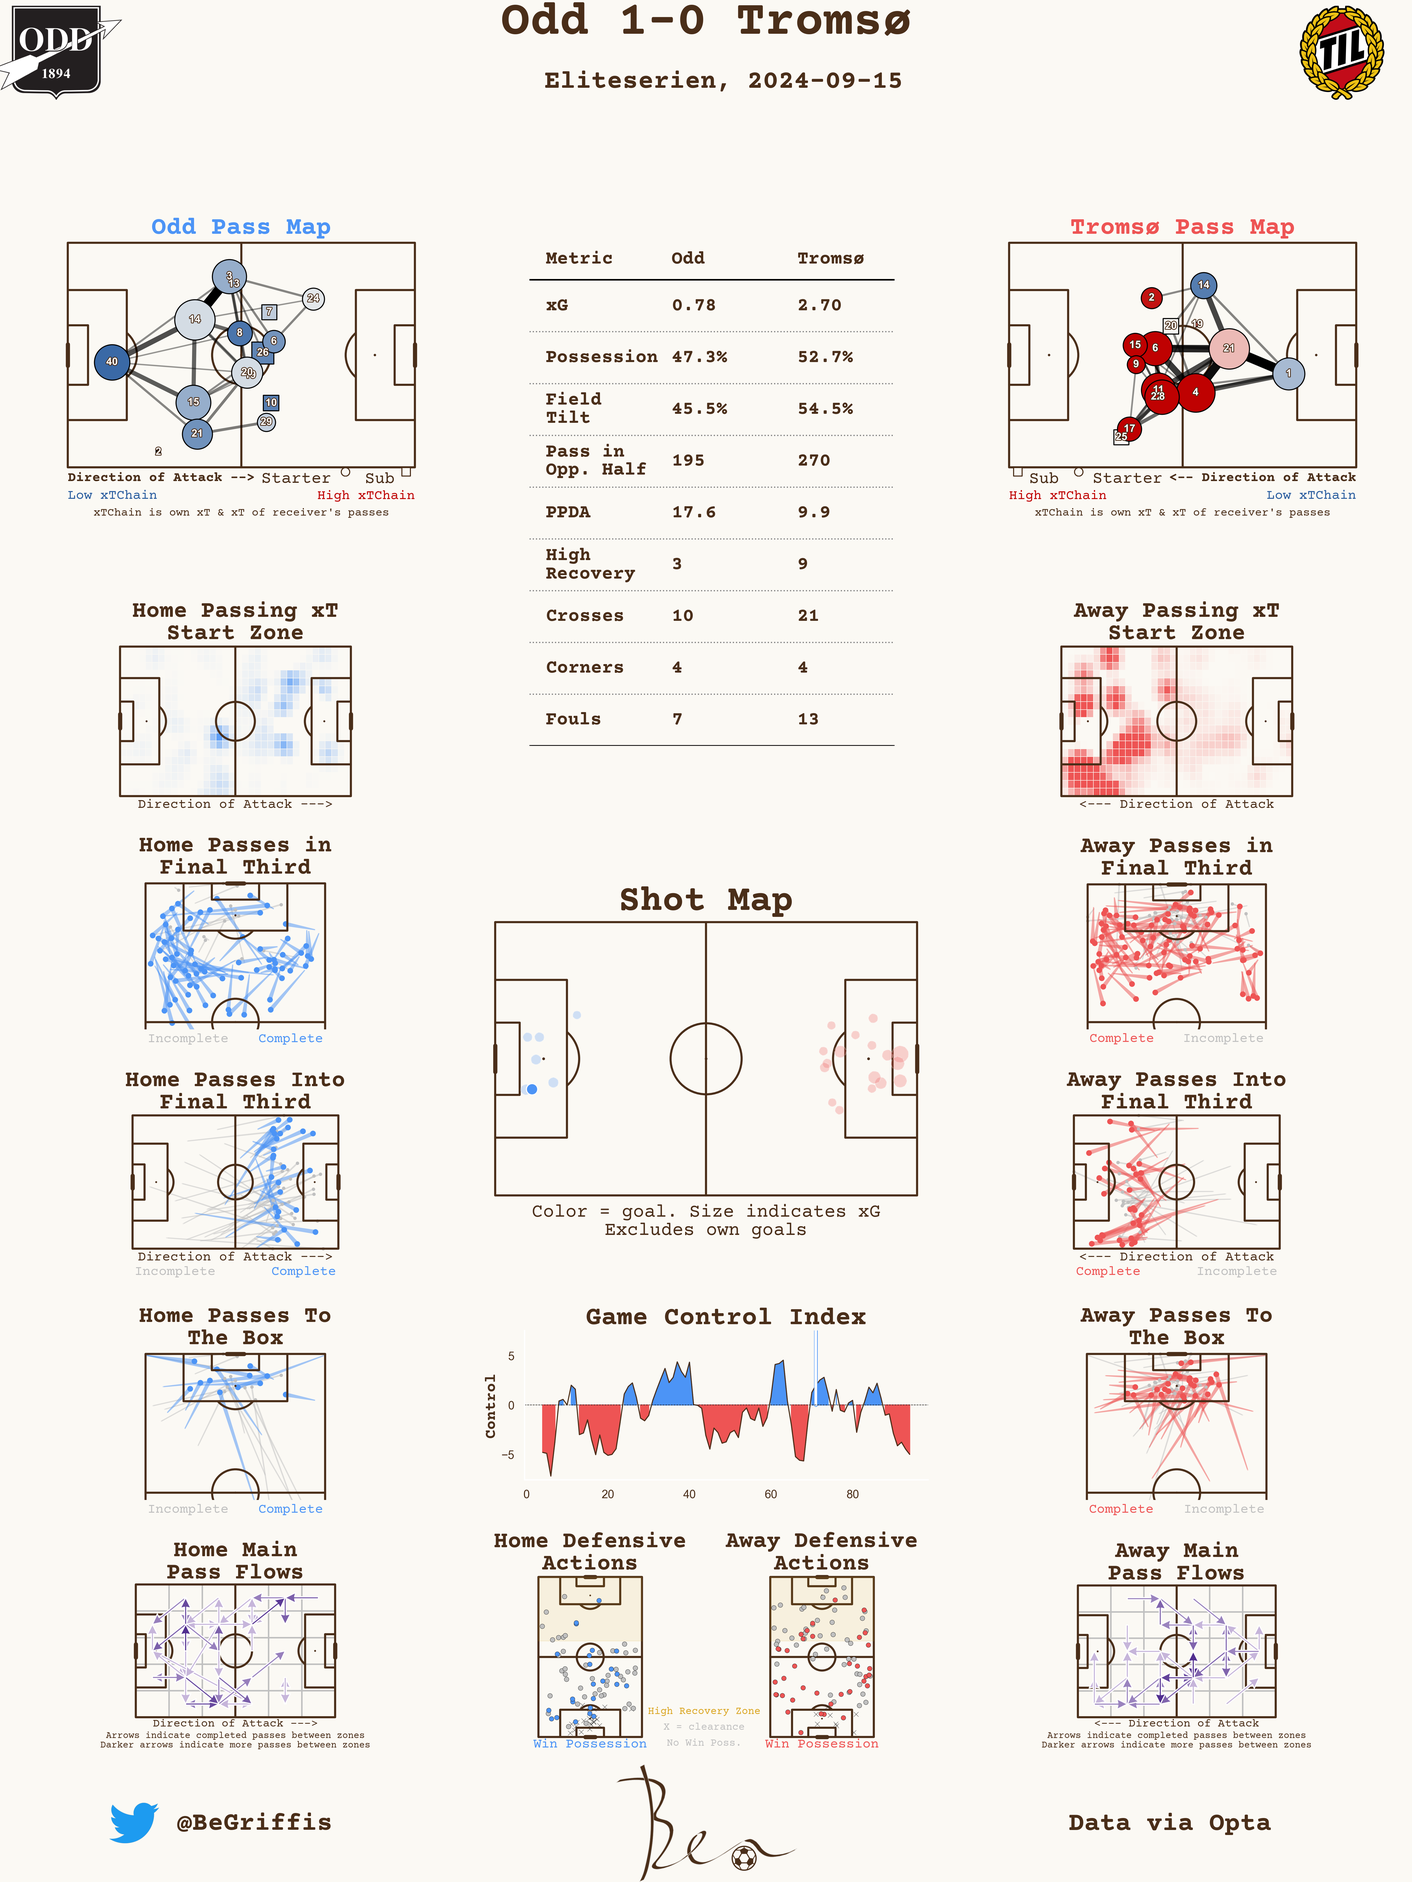 Odd 1-0 Tromsø
ODD
1894
TIL
Eliteserien, 2024-09-15
Odd Pass Map
3
13
24
14
7
8
6
26
40
20
15
10
29
21
2
Direction of Attack --> Starter Sub
Low xTChain High xTChain
xTChain is own xT & xT of receiver's passes
Metric Odd Tromsø
xG 0.78 2.70
Possession 47.3% 52.7%
Field
Tilt 45.5% 54.5%
Pass in
Opp. Half 195 270
PPDA 17.6 9.9
High
Recovery 3 9
Crosses 10 21
Corners 4 4
Fouls 7 13
Tromsø Pass Map
14
2
20 19
15 6 21
9 1
11 4
28
17
25
Sub Starter <-- Direction of Attack
High xTChain Low xTChain
xTChain is own xT & xT of receiver's passes
Home Passing xT
Start Zone
Direction of Attack --->
Away Passing xT
Start Zone
<--- Direction of Attack
Home Passes in
Final Third
Incomplete Complete
Away Passes in
Final Third
Complete Incomplete
Shot Map
Color = goal. Size indicates xG
Excludes own goals
Home Passes Into
Final Third
Direction of Attack --->
Incomplete Complete
Away Passes Into
Final Third
<--- Direction of Attack
Complete Incomplete
Home Passes To
The Box
Incomplete Complete
Game Control Index
Control
5
0
−5
0 20 40 60 80
Away Passes To
The Box
Complete Incomplete
Home Main
Pass Flows
Direction of Attack --->
Arrows indicate completed passes between zones
Darker arrows indicate more passes between zones
Home Defensive
Actions
Win Possession
Away Defensive
Actions
Win Possession
High Recovery Zone
X = clearance
No Win Poss.
Away Main
Pass Flows
<--- Direction of Attack
Arrows indicate completed passes between zones
Darker arrows indicate more passes between zones
@BeGriffis
Ben
Data via Opta